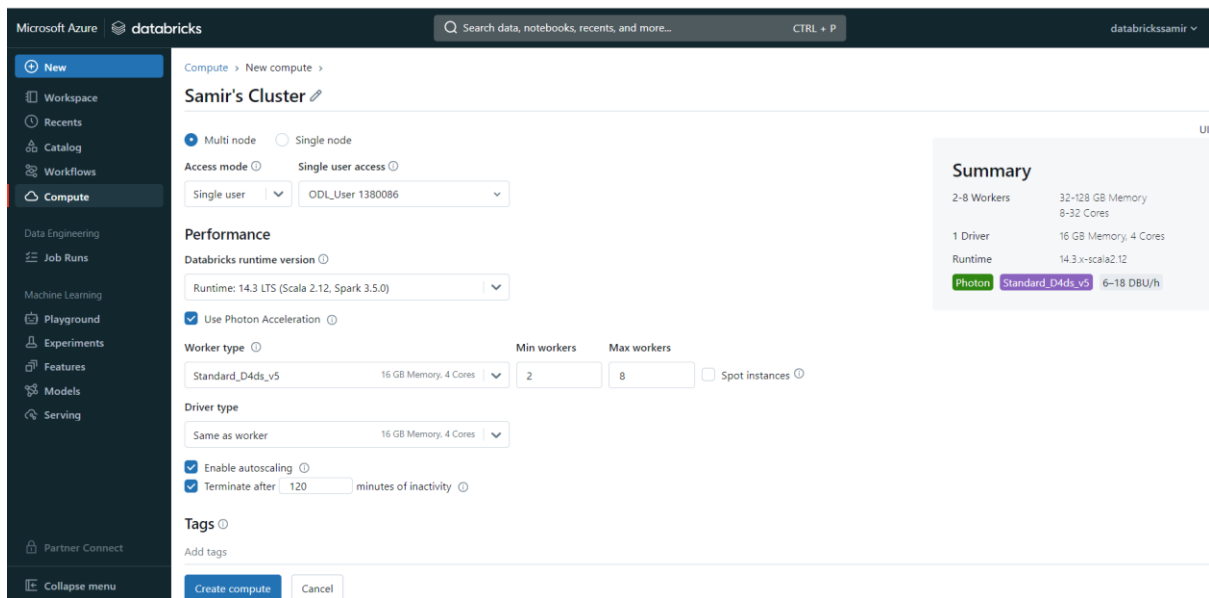 Microsoft Azure databricks Search data, notebooks, recents, and more... CTRL + P databrickssamir
New
Workspace
Recents
Catalog
Workflows
Compute
Data Engineering
Job Runs
Machine Learning
Playground
Experiments
Features
Models
Serving
Partner Connect
Collapse menu
Compute > New compute >
Samir's Cluster
UI
Multi node Single node
Access mode Single user access
Single user ODL_User 1380086
Performance
Databricks runtime version
Runtime: 14.3 LTS (Scala 2.12, Spark 3.5.0)
Use Photon Acceleration
Worker type Min workers Max workers
Standard_D4ds_v5 16 GB Memory, 4 Cores 2 8 Spot instances
Driver type
Same as worker 16 GB Memory, 4 Cores
Enable autoscaling
Terminate after 120 minutes of inactivity
Tags
Add tags
Create compute Cancel
Summary
2-8 Workers 32-128 GB Memory
8-32 Cores
1 Driver 16 GB Memory, 4 Cores
Runtime 14.3.x-scala2.12
Photon Standard_D4ds_v5 6–18 DBU/h